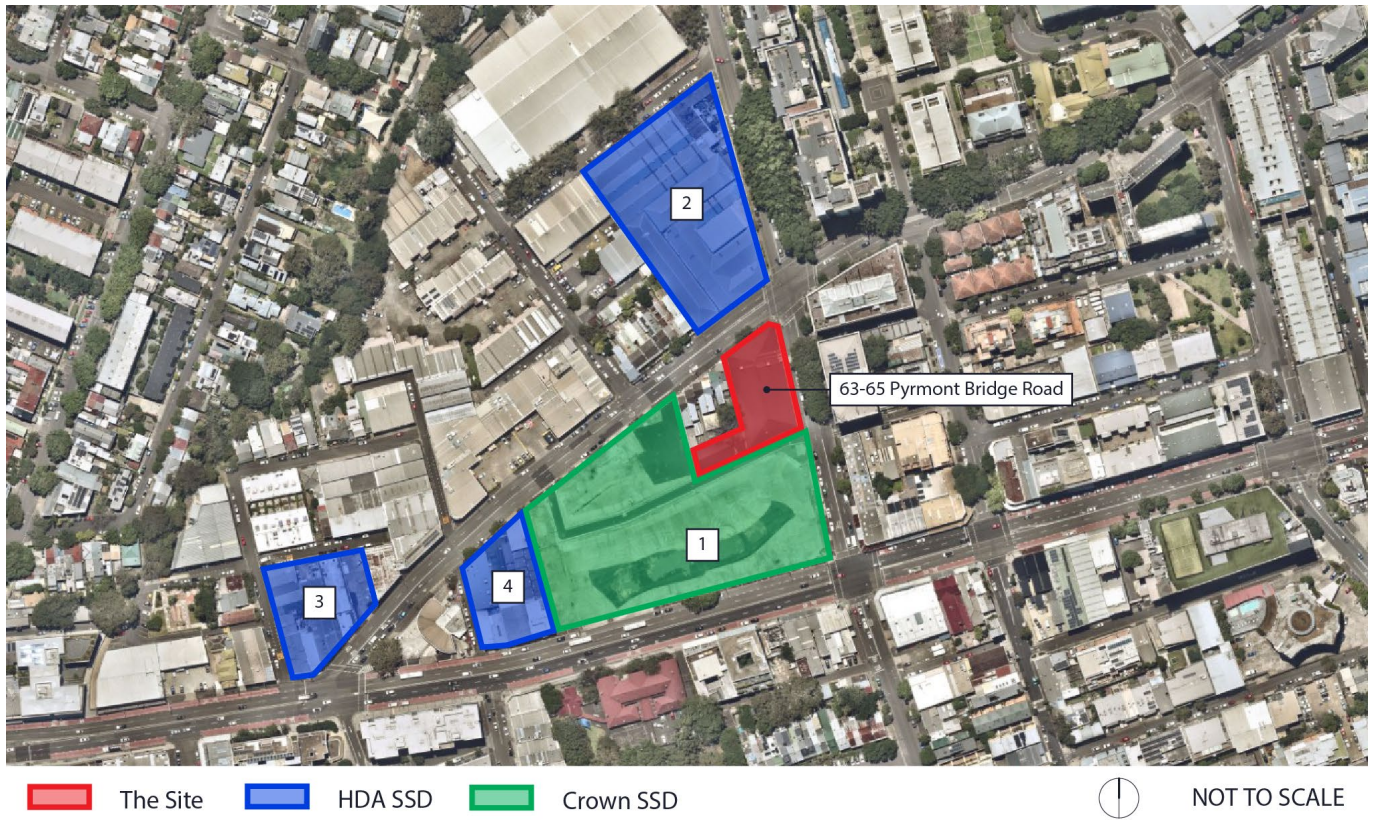 2
63-65 Pyrmont Bridge Road
1
4
3
The Site
HDA SSD
Crown SSD
NOT TO SCALE